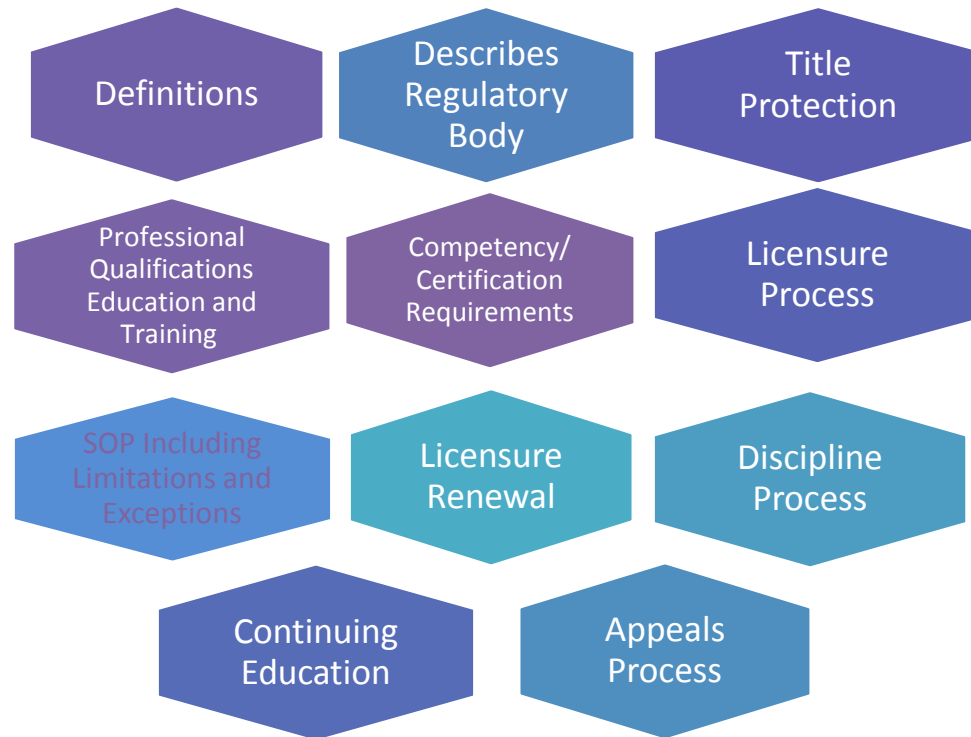 Definitions
Describes
Regulatory
Body
Title
Protection
Professional
Qualifications
Education and
Training
Competency/
Certification
Requirements
Licensure
Process
SOP Including
Limitations and
Exceptions
Licensure
Renewal
Discipline
Process
Continuing
Education
Appeals
Process